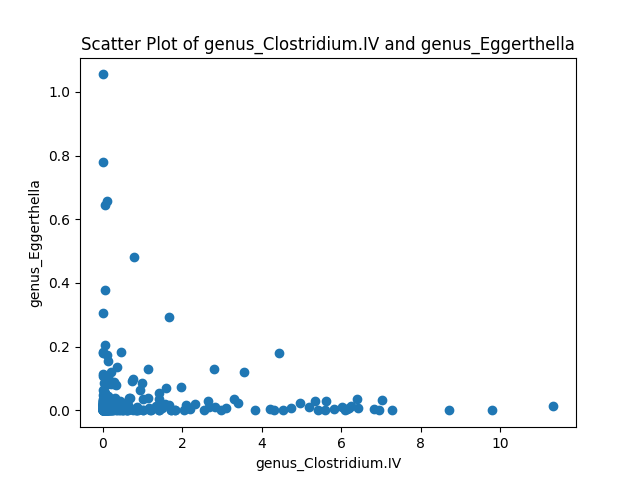 Scatter Plot of genus_Clostridium.IV and genus_Eggerthella
1.0
0.8
0.6
0.4
0.2
0.0
genus_Eggerthella
0 2 4 6 8 10
genus_Clostridium.IV